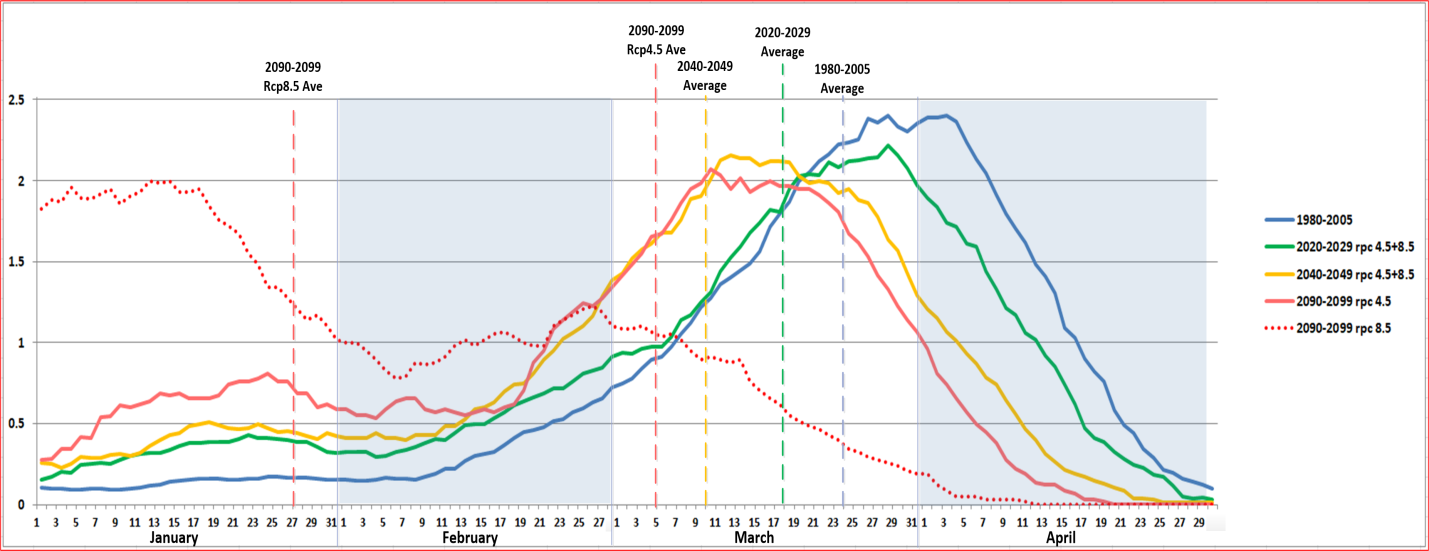 2090-2099
Rcp8.5 Ave
2090-2099
Rcp4.5 Ave
2040-2049
Average
2020-2029
Average
1980-2005
Average
2.5
2
1.5
1
0.5
0
1 3 5 7 9 11 13 15 17 19 21 23 25 27 29 31 1 3 5 7 9 11 13 15 17 19 21 23 25 27 1 3 5 7 9 11 13 15 17 19 21 23 25 27 29 31 1 3 5 7 9 11 13 15 17 19 21 23 25 27 29
January February March April
1980-2005
2020-2029 rpc 4.5+8.5
2040-2049 rpc 4.5+8.5
2090-2099 rpc 4.5
2090-2099 rpc 8.5